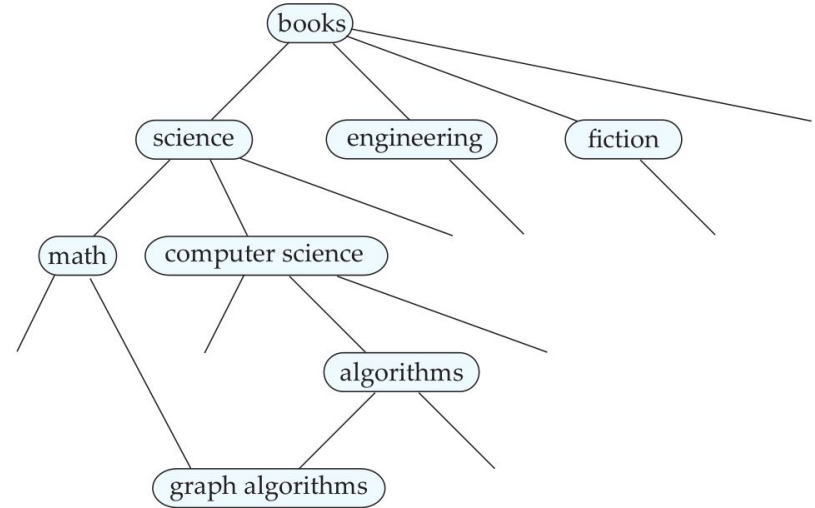 books
science
engineering
fiction
math
computer science
algorithms
graph algorithms